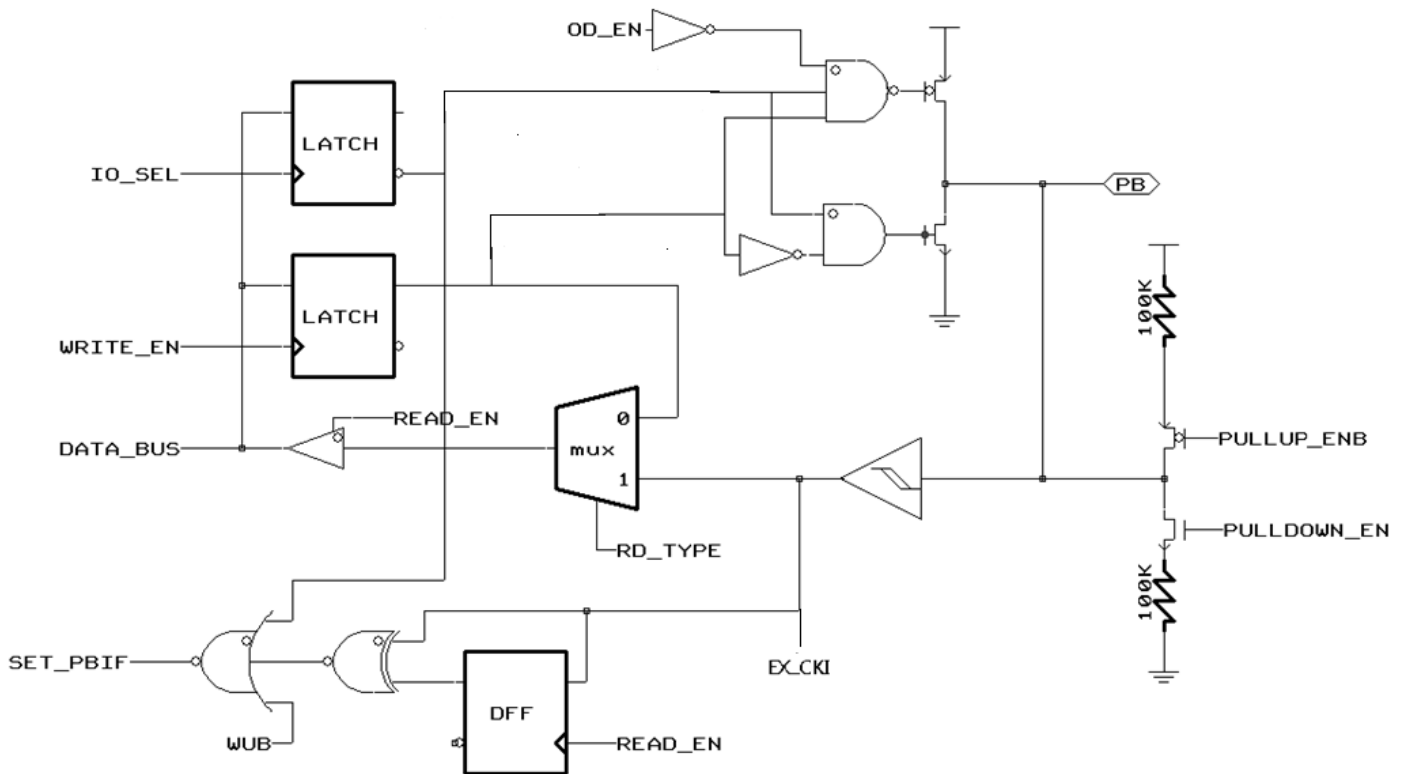 OD_EN
LATCH
IO_SEL
PB
LATCH
100K
WRITE_EN
READ_EN
0
PULLUP_ENB
DATA_BUS
mux
1
PULLDOWN_EN
RD_TYPE
100K
SET_PBIF
EX_CKI
DFF
WUB
READ_EN